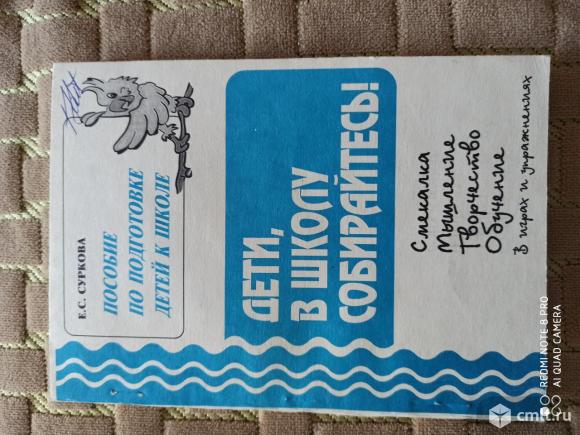 Е.С. СУРКОВА
ПОСОБИЕ
ПО ПОДГОТОВКЕ
ДЕТЕЙ К ШКОЛЕ
ДЕТИ,
В ШКОЛУ
СОБИРАЙТЕСЬ!
Смекалка
Мышление
Творчество
Обучение
в играх и упражнениях
REDMI NOTE 8 PRO
AI QUAD CAMERA
cmlt.ru